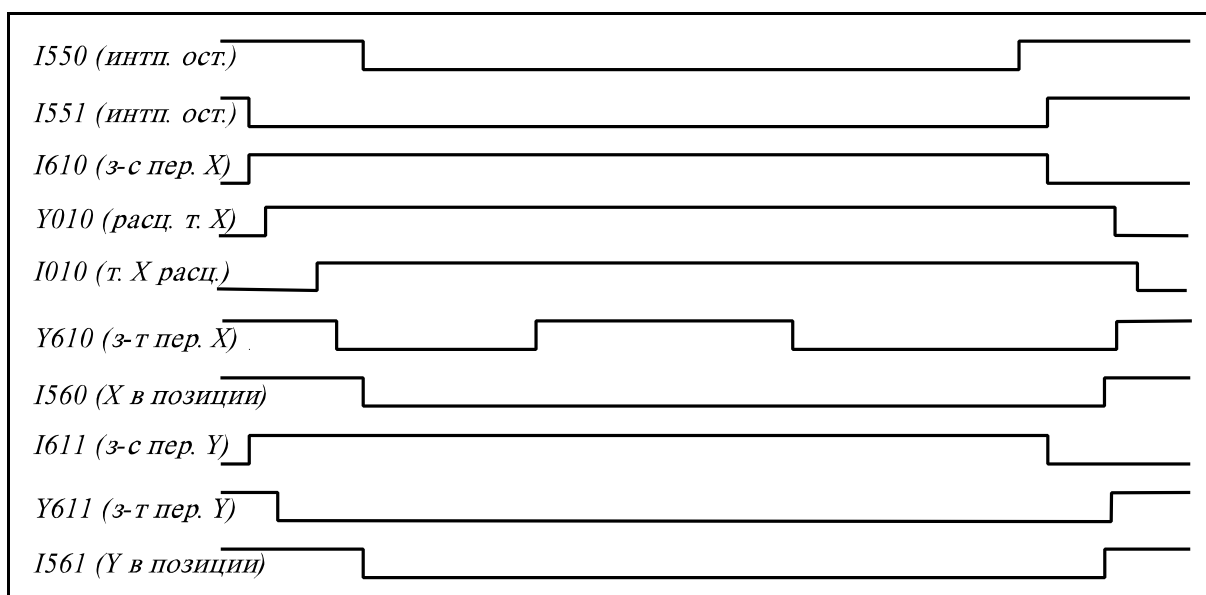 I550 (интп. ост.)
I551 (интп. ост.)
I610 (з-с пер. X)
Y010 (расц. т. X)
I010 (т. X расц.)
Y610 (з-т пер. X)
I560 (X в позиции)
I611 (з-с пер. Y)
Y611 (з-т пер. Y)
I561 (Y в позиции)